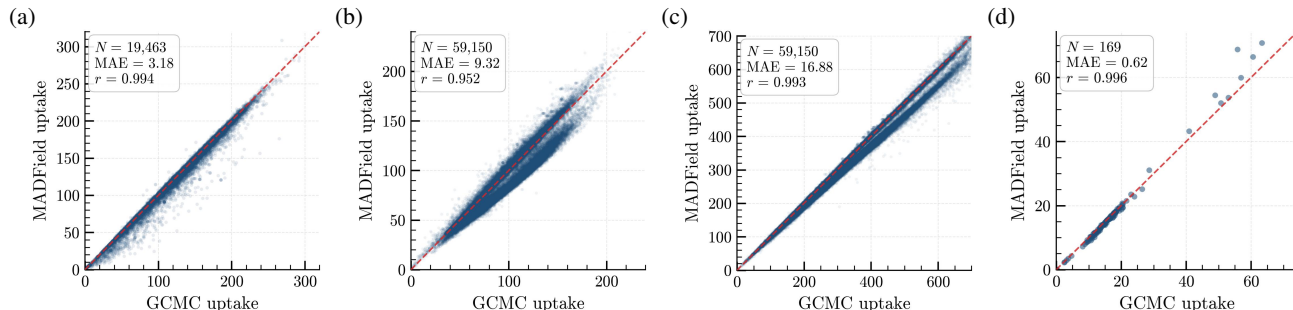 (a)
N = 19,463
MAE = 3.18
r = 0.994
300
250
200
150
100
50
0
0 100 200 300
MADField uptake
GCMC uptake
(b)
N = 59,150
MAE = 9.32
r = 0.952
200
150
100
50
0
0 100 200
MADField uptake
GCMC uptake
(c)
N = 59,150
MAE = 16.88
r = 0.993
700
600
500
400
300
200
100
0
0 200 400 600
MADField uptake
GCMC uptake
(d)
N = 169
MAE = 0.62
r = 0.996
60
40
20
0
0 20 40 60
MADField uptake
GCMC uptake